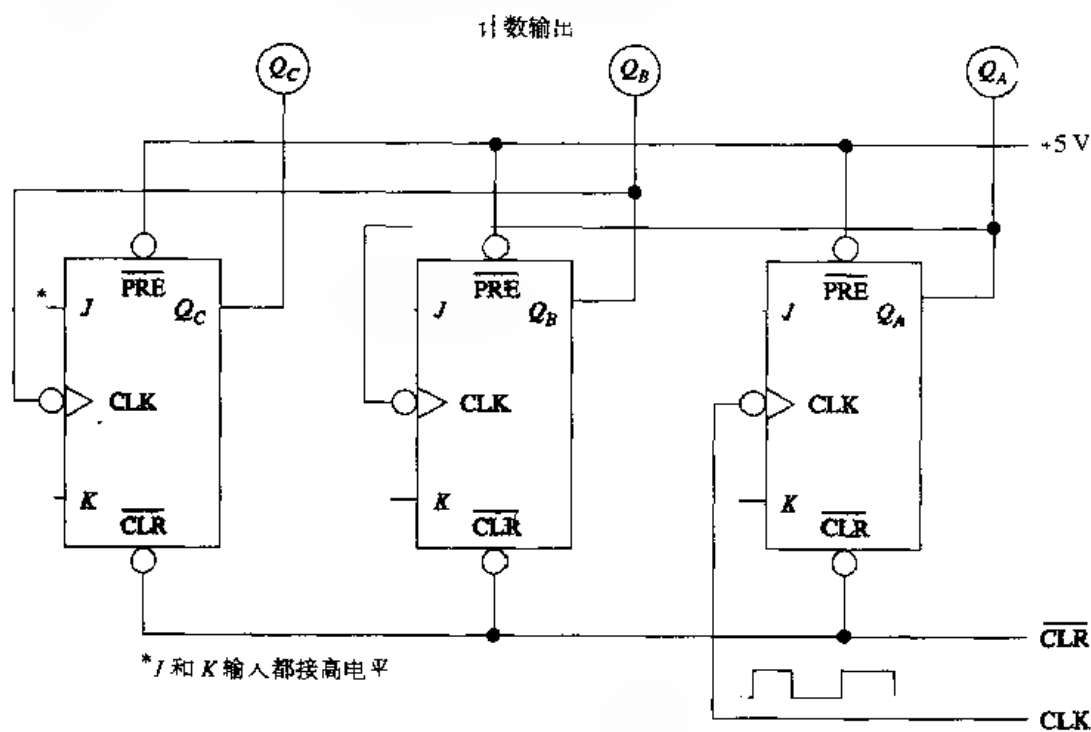 计数输出
Q_C Q_B Q_A
+5 V
PRE PRE PRE
* J Q_C J Q_B J Q_A
CLK CLK CLK
K K K
CLR CLR CLR
CLR
*J 和 K 输入都接高电平
CLK